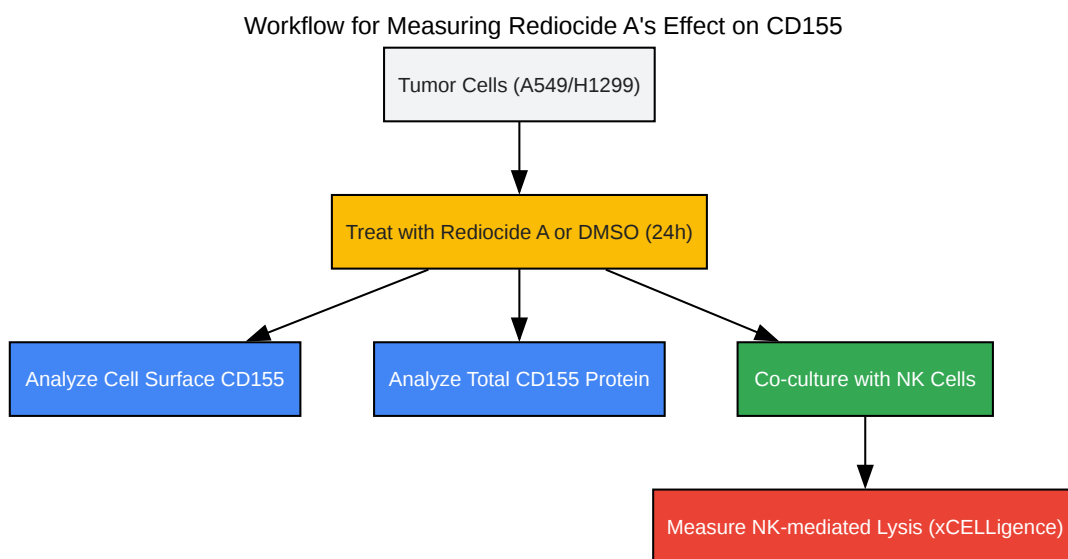 Workflow for Measuring Rediocide A's Effect on CD155
Tumor Cells (A549/H1299)
Treat with Rediocide A or DMSO (24h)
Analyze Cell Surface CD155
Analyze Total CD155 Protein
Co-culture with NK Cells
Measure NK-mediated Lysis (xCELLigence)